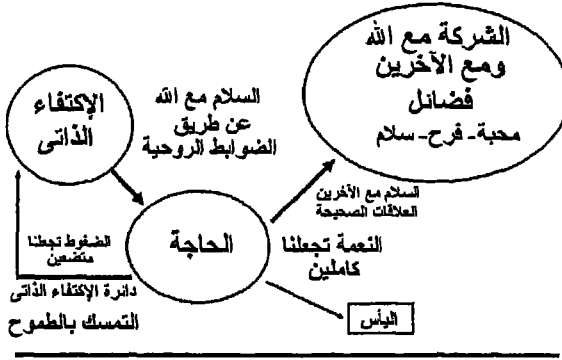 الشركة مع الله
ومع الآخرين
فضائل
محبة - فرح - سلام
الإكتفاء
الذاتى
السلام مع الله
عن طريق
الضوابط الروحية
السلام مع الآخرين
العلاقات الصحيحة
الحاجة
النعمة تجعلنا
كاملين
الضغوط تجعلنا
متضعين
دائرة الإكتفاء الذاتى
التمسك بالطموح
اليأس